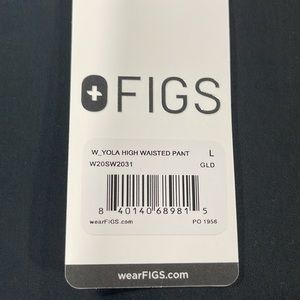 FIGS
W_YOLA HIGH WAISTED PANT L
W20SW2031 GLD
8 40140 68981 5
wearFIGS.com PO 1956
wearFIGS.com